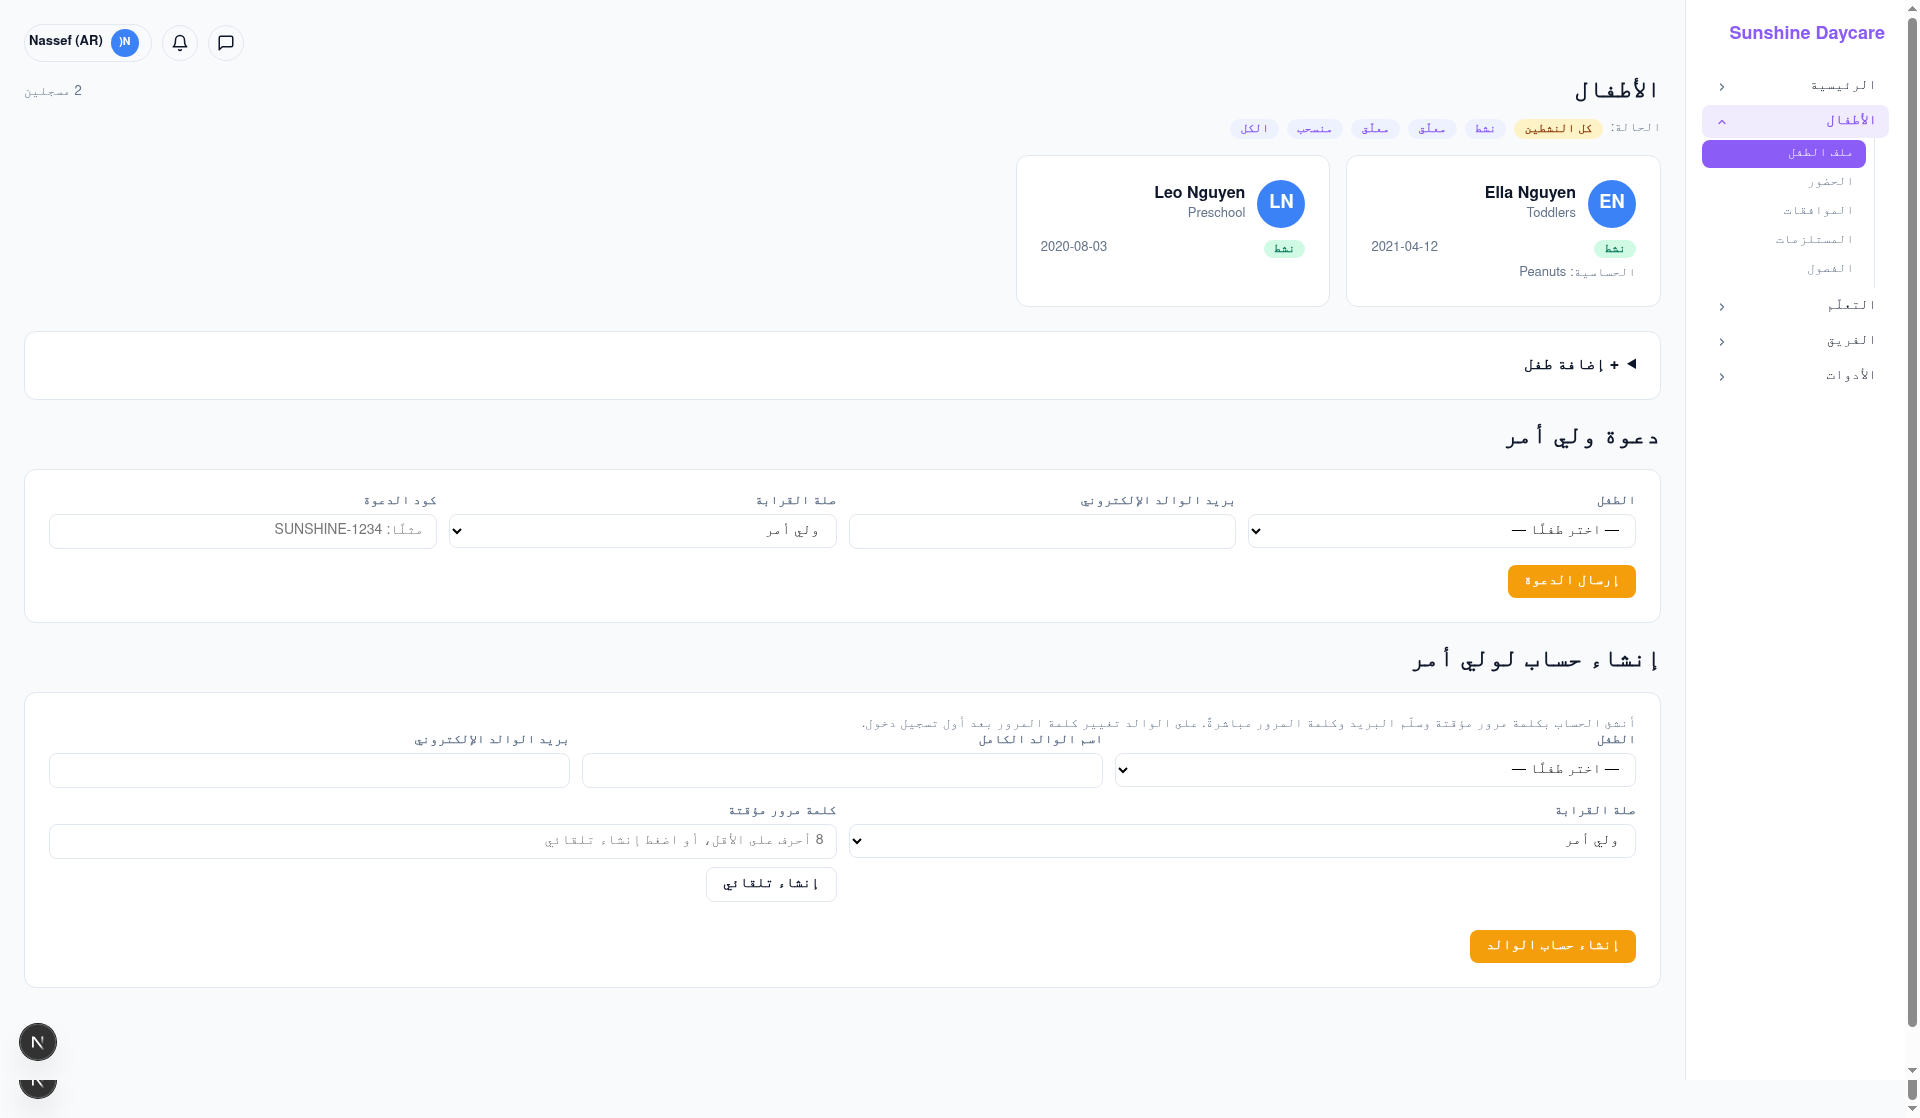 Sunshine Daycare
الرئيسية
الأطفال
ملف الطفل
الحضور
الموافقات
المستلزمات
الفصول
التعلّم
الفريق
الأدوات
Nassef (AR)
N(
الأطفال
2 مسجلين
الحالة: كل النشطين نشط معلّق معلّق منسحب الكل
EN
Ella Nguyen
Toddlers
نشط 2021-04-12
الحساسية: Peanuts
LN
Leo Nguyen
Preschool
نشط 2020-08-03
+ إضافة طفل
دعوة ولي أمر
الطفل بريد الوالد الإلكتروني صلة القرابة كود الدعوة
— اختر طفلًا — ولي أمر مثلًا: SUNSHINE-1234
إرسال الدعوة
إنشاء حساب لولي أمر
أنشئ الحساب بكلمة مرور مؤقتة وسلّم البريد وكلمة المرور مباشرةً. على الوالد تغيير كلمة المرور بعد أول تسجيل دخول.
الطفل اسم الوالد الكامل بريد الوالد الإلكتروني
— اختر طفلًا —
صلة القرابة كلمة مرور مؤقتة
ولي أمر 8 أحرف على الأقل، أو اضغط إنشاء تلقائي
إنشاء تلقائي
إنشاء حساب الوالد